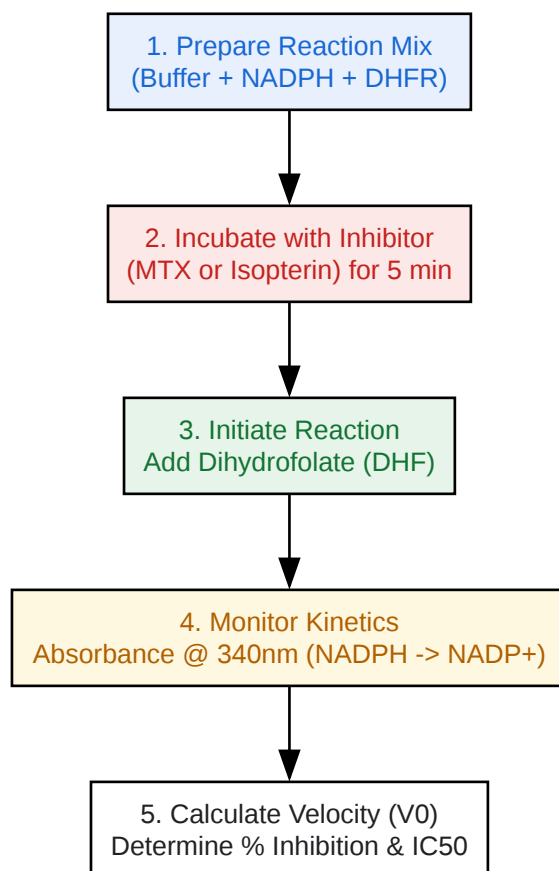 1. Prepare Reaction Mix
(Buffer + NADPH + DHFR)
2. Incubate with Inhibitor
(MTX or Isopterin) for 5 min
3. Initiate Reaction
Add Dihydrofolate (DHF)
4. Monitor Kinetics
Absorbance @ 340nm (NADPH -> NADP+)
5. Calculate Velocity (V0)
Determine % Inhibition & IC50